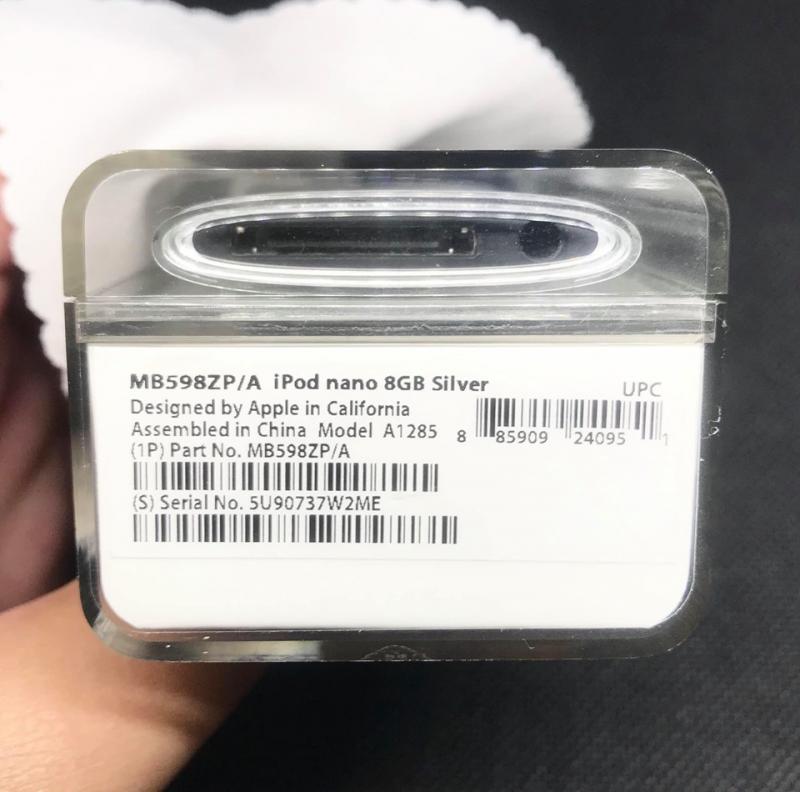 MB598ZP/A iPod nano 8GB Silver
UPC
Designed by Apple in California
Assembled in China Model A1285
8 85909 24095 1
(1P) Part No. MB598ZP/A
(S) Serial No. 5U90737W2ME